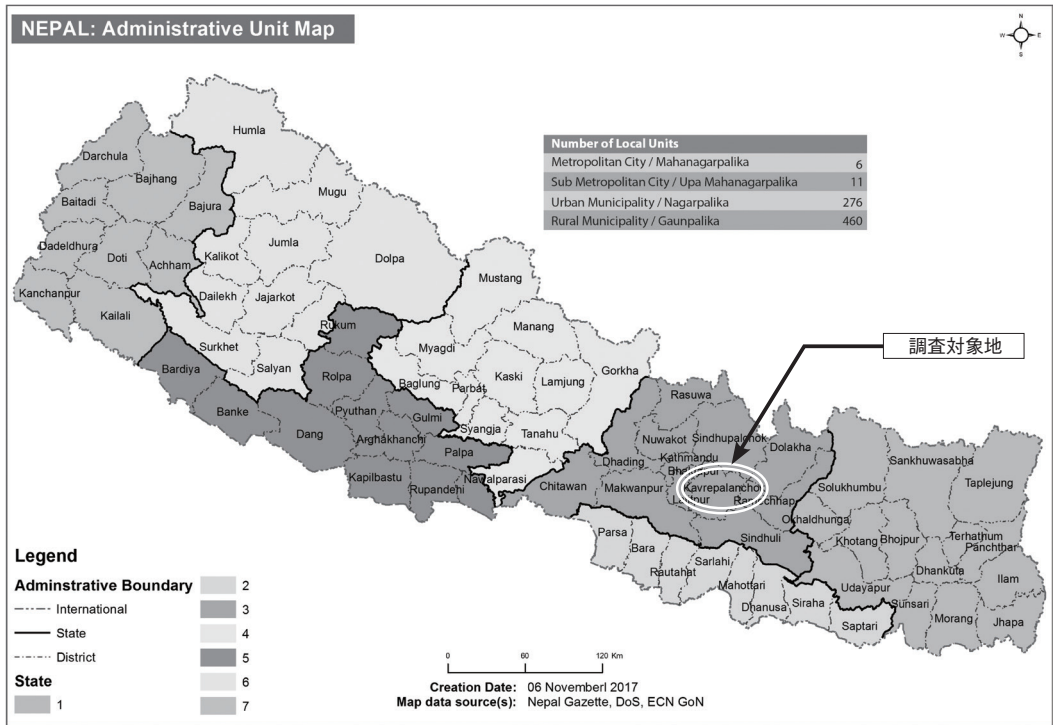 NEPAL: Administrative Unit Map
N
W
E
S
Number of Local Units
Metropolitan City / Mahanagarpalika 6
Sub Metropolitan City / Upa Mahanagarpalika 11
Urban Municipality / Nagarpalika 276
Rural Municipality / Gaunpalika 460
調査対象地
Humla
Darchula
Bajhang
Mugu
Baitadi
Bajura
Jumla
Dadeldhura
Doti
Achham
Kalikot
Dolpa
Mustang
Kanchanpur
Kailali
Dailekh
Jajarkot
Rukum
Manang
Surkhet
Salyan
Myagdi
Kaski
Lamjung
Gorkha
Bardiya
Rolpa
Baglung
Parbat
Rasuwa
Banke
Pyuthan
Gulmi
Syangja
Tanahu
Nuwakot
Sindhupalchok
Dolakha
Dang
Arghakhanchi
Palpa
Dhading
Kathmandu
Bhaktapur
Sankhuwasabha
Taplejung
Kapilbastu
Rupandehi
Nawalparasi
Chitawan
Makwanpur
Lalitpur
Kavrepalanchok
Ramechhap
Solukhumbu
Okhaldhunga
Parsa
Bara
Rautahat
Sarlahi
Sindhuli
Khotang
Bhojpur
Terhathum
Panchthar
Mahottari
Dhanusa
Siraha
Saptari
Udayapur
Dhankuta
Ilam
Sunsari
Morang
Jhapa
Legend
Adminstrative Boundary
International
State
District
State
1
2
3
4
5
6
7
0 60 120 Km
Creation Date: 06 Novemberl 2017
Map data source(s): Nepal Gazette, DoS, ECN GoN